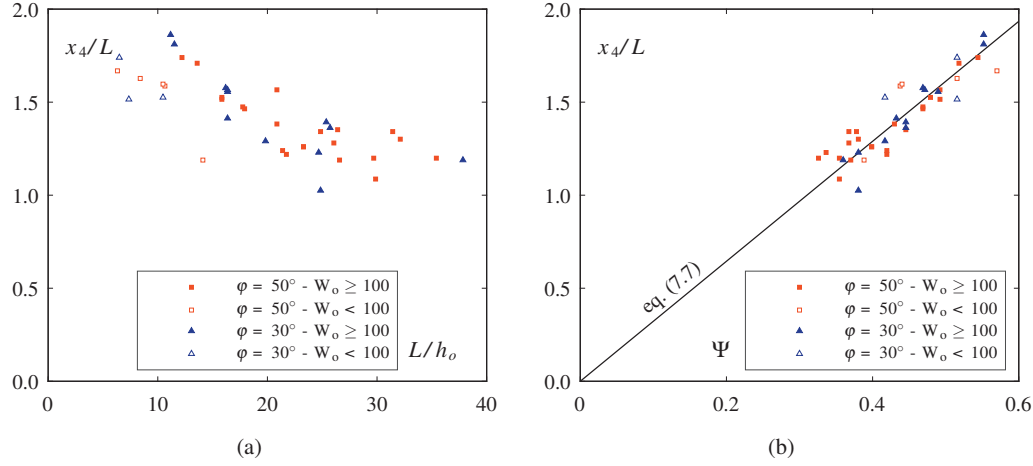 2.0
1.5
1.0
0.5
0.0
x₄/L
φ = 50° - Wₒ ≥ 100
φ = 50° - Wₒ < 100
φ = 30° - Wₒ ≥ 100
φ = 30° - Wₒ < 100
L/hₒ
0 10 20 30 40
(a)
2.0
1.5
1.0
0.5
0.0
x₄/L
eq. (7.7)
Ψ
φ = 50° - Wₒ ≥ 100
φ = 50° - Wₒ < 100
φ = 30° - Wₒ ≥ 100
φ = 30° - Wₒ < 100
0 0.2 0.4 0.6
(b)